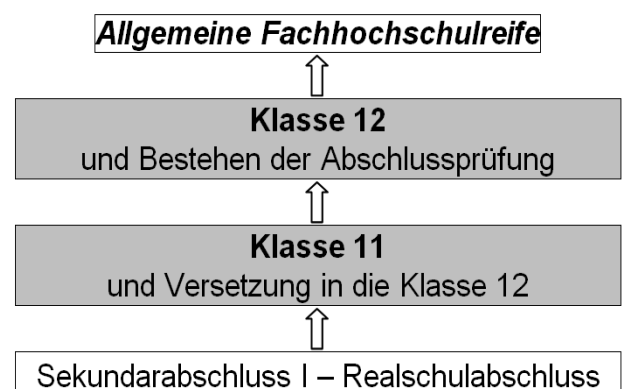 Allgemeine Fachhochschulreife
Klasse 12
und Bestehen der Abschlussprüfung
Klasse 11
und Versetzung in die Klasse 12
Sekundarabschluss I – Realschulabschluss